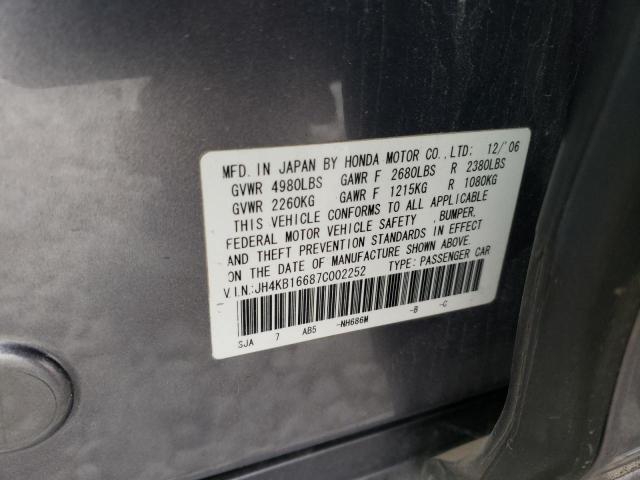 MFD. IN JAPAN BY HONDA MOTOR CO., LTD: 12/'06
GVWR 4980LBS GAWR F 2680LBS R 2380LBS
GVWR 2260KG GAWR F 1215KG R 1080KG
THIS VEHICLE CONFORMS TO ALL APPLICABLE
FEDERAL MOTOR VEHICLE SAFETY , BUMPER,
AND THEFT PREVENTION STANDARDS IN EFFECT
ON THE DATE OF MANUFACTURE SHOWN ABOVE.
V.I.N.:JH4KB16687C002252 TYPE: PASSENGER CAR
SJA 7 AB5 -NH686M -B -C